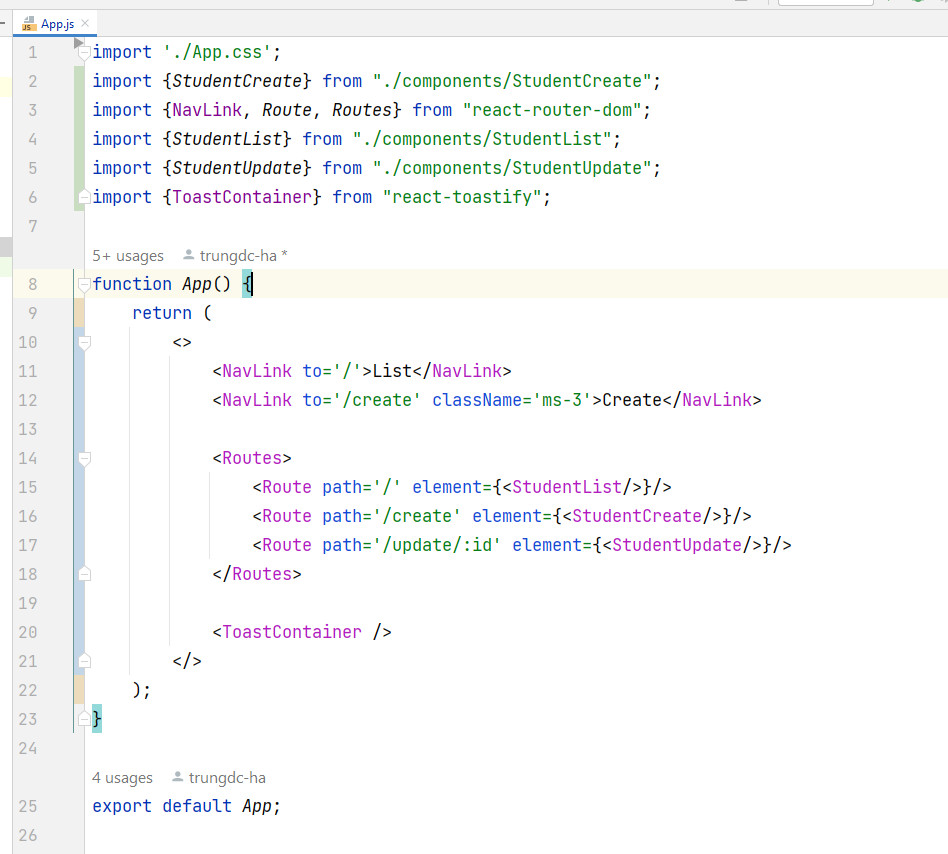 App.js
1 import './App.css';
2 import {StudentCreate} from "./components/StudentCreate";
3 import {NavLink, Route, Routes} from "react-router-dom";
4 import {StudentList} from "./components/StudentList";
5 import {StudentUpdate} from "./components/StudentUpdate";
6 import {ToastContainer} from "react-toastify";
7
5+ usages trungdc-ha *
8 function App() {
9     return (
10         <>
11             <NavLink to='/'>List</NavLink>
12             <NavLink to='/create' className='ms-3'>Create</NavLink>
13
14             <Routes>
15                 <Route path='/' element={<StudentList/>}/>
16                 <Route path='/create' element={<StudentCreate/>}/>
17                 <Route path='/update/:id' element={<StudentUpdate/>}/>
18             </Routes>
19
20             <ToastContainer />
21         </>
22     );
23 }
24
4 usages trungdc-ha
25 export default App;
26